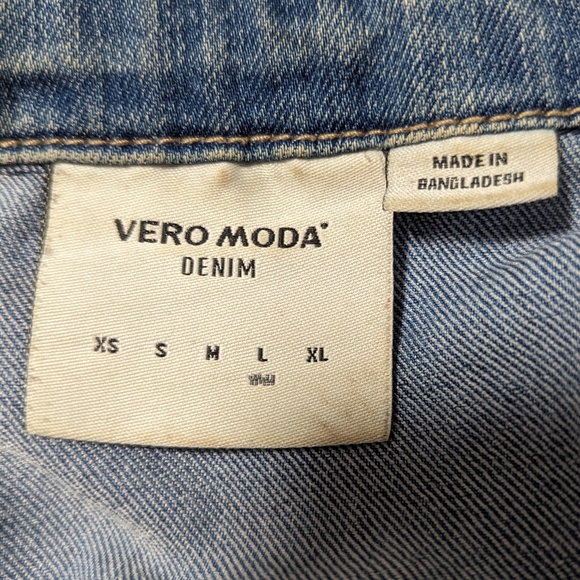 VERO MODA
DENIM
XS S M L XL
MADE IN
BANGLADESH